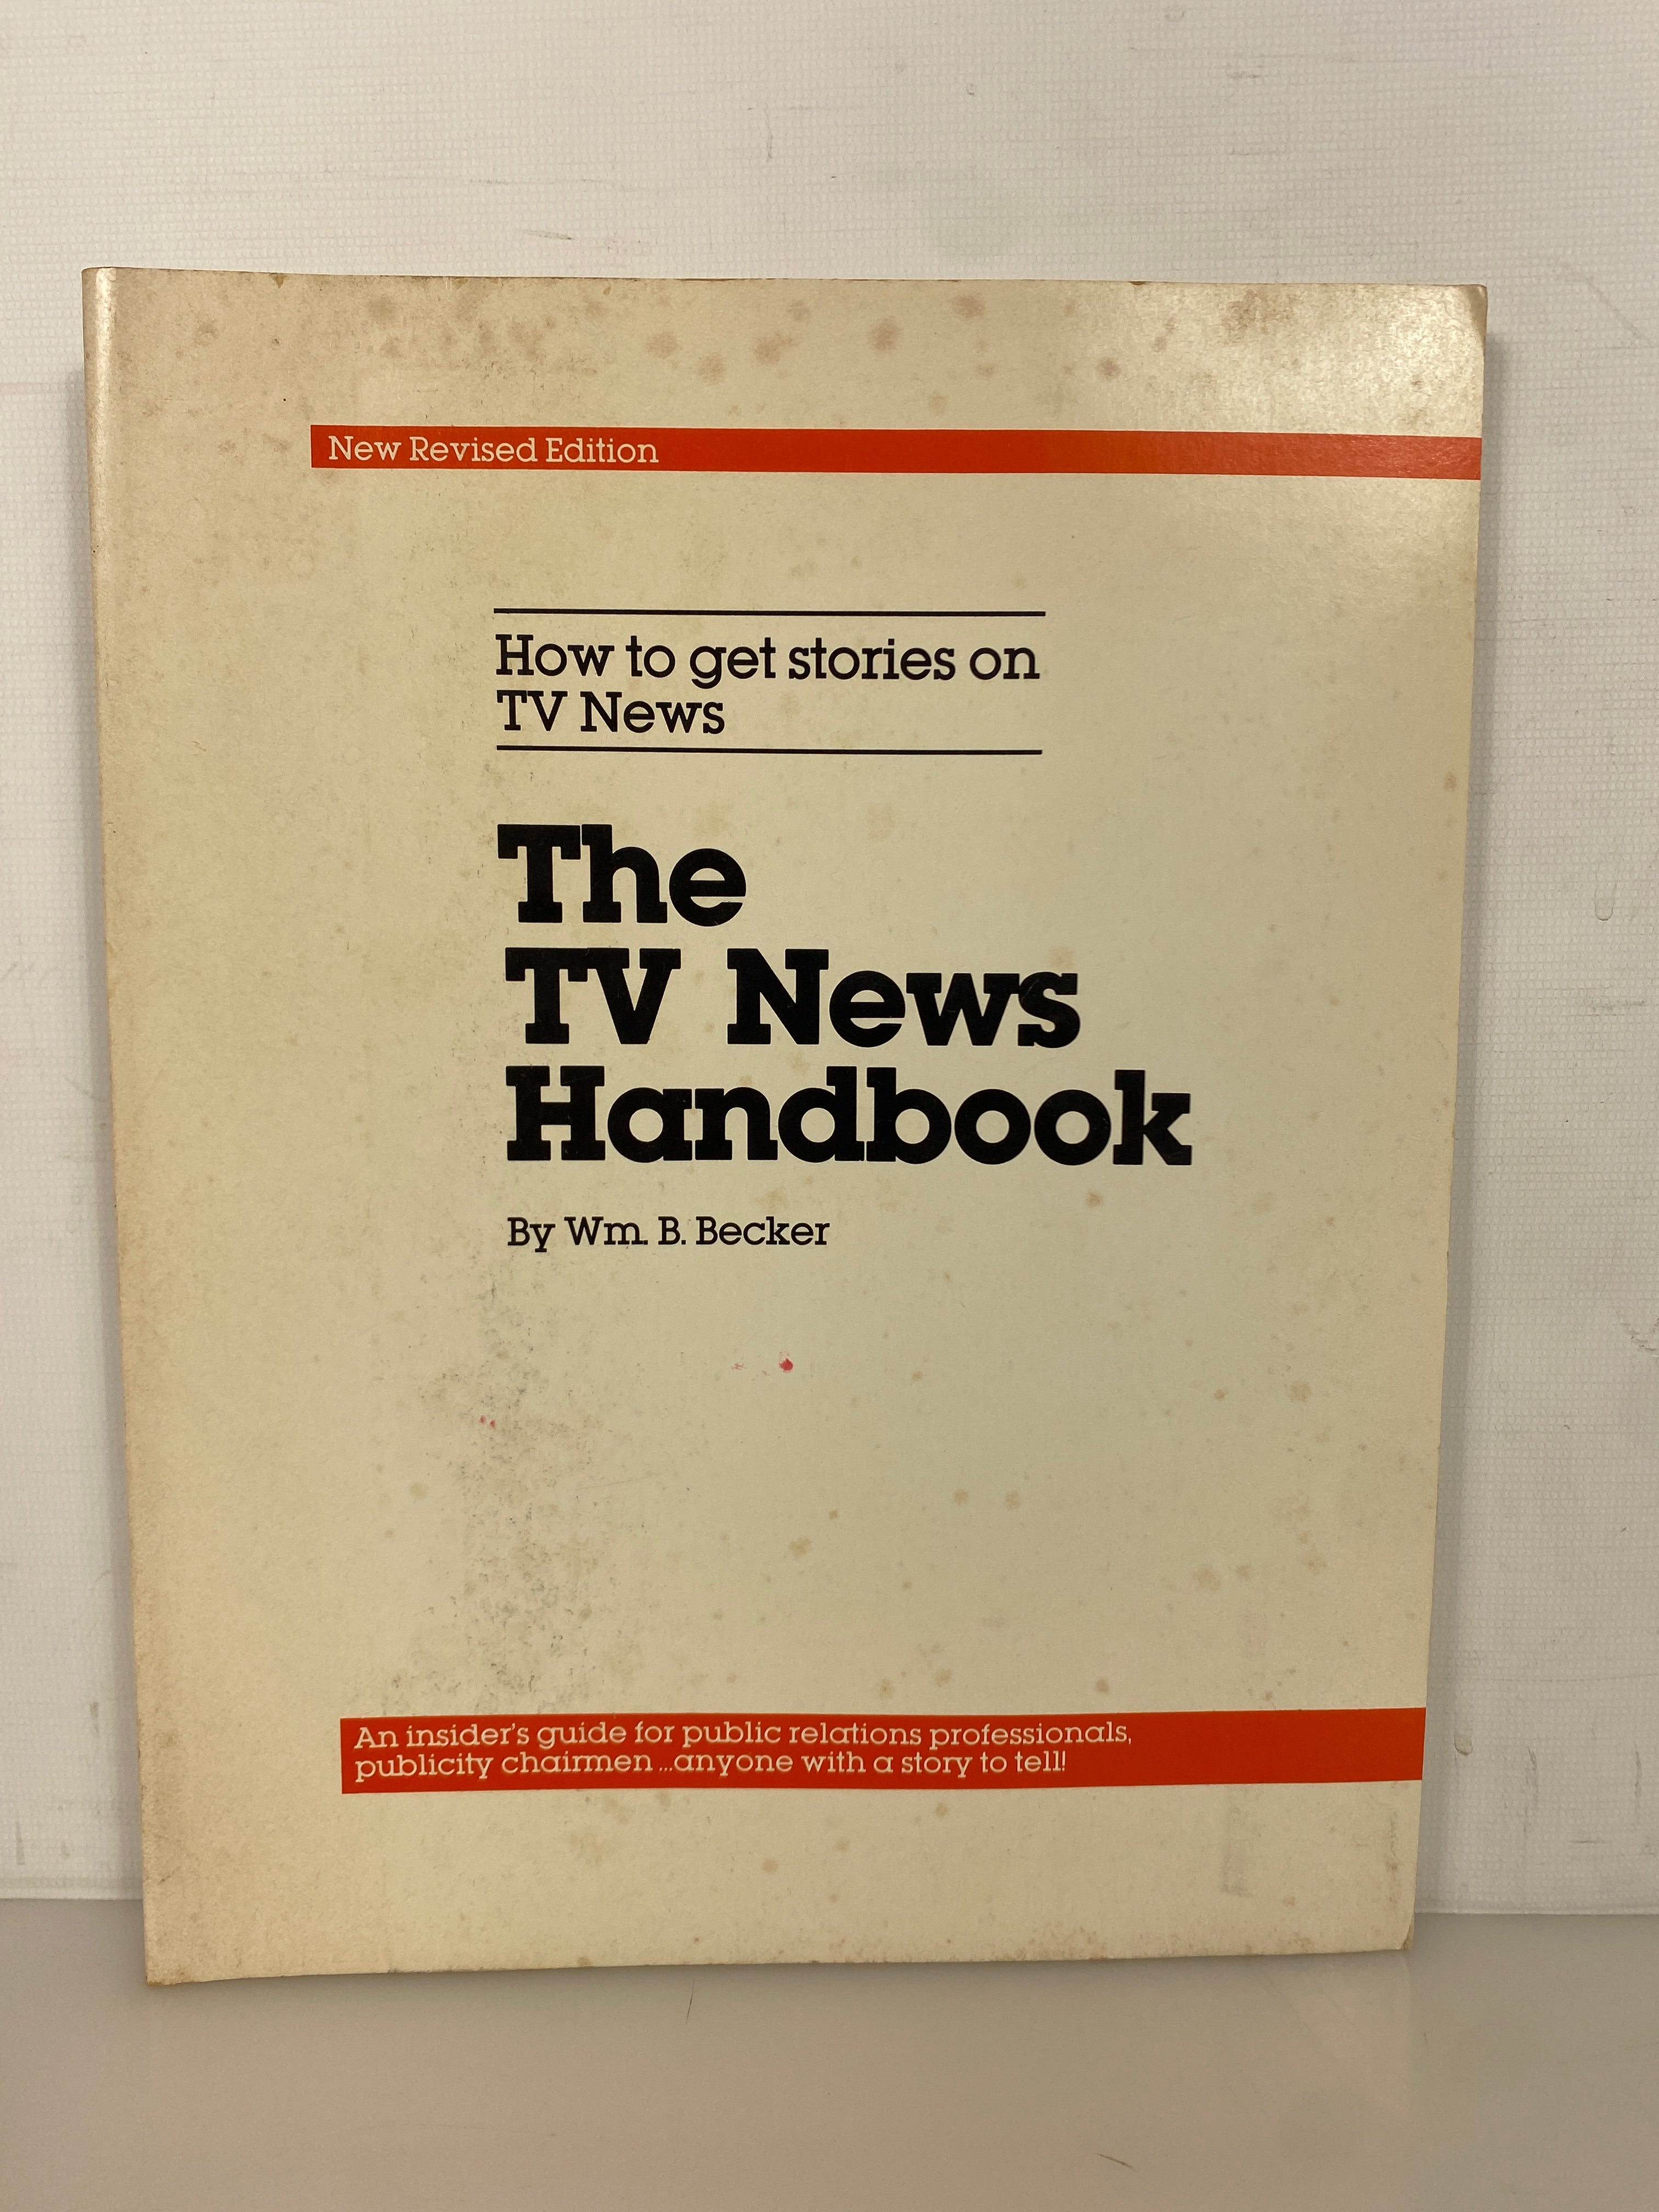 New Revised Edition
How to get stories on
TV News
The
TV News
Handbook
By Wm. B. Becker
An insider's guide for public relations professionals,
publicity chairmen...anyone with a story to tell!